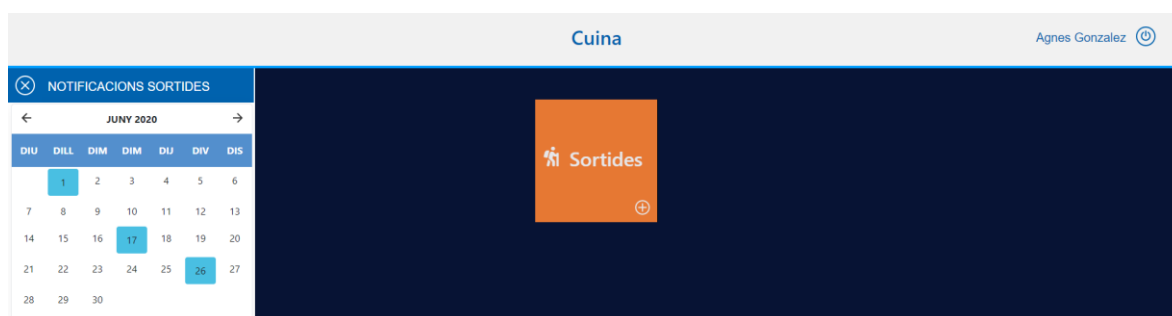 Cuina
Agnes Gonzalez
NOTIFICACIONS SORTIDES
JUNY 2020
DIU DILL DIM DIM DIJ DIV DIS
1 2 3 4 5 6
7 8 9 10 11 12 13
14 15 16 17 18 19 20
21 22 23 24 25 26 27
28 29 30
Sortides